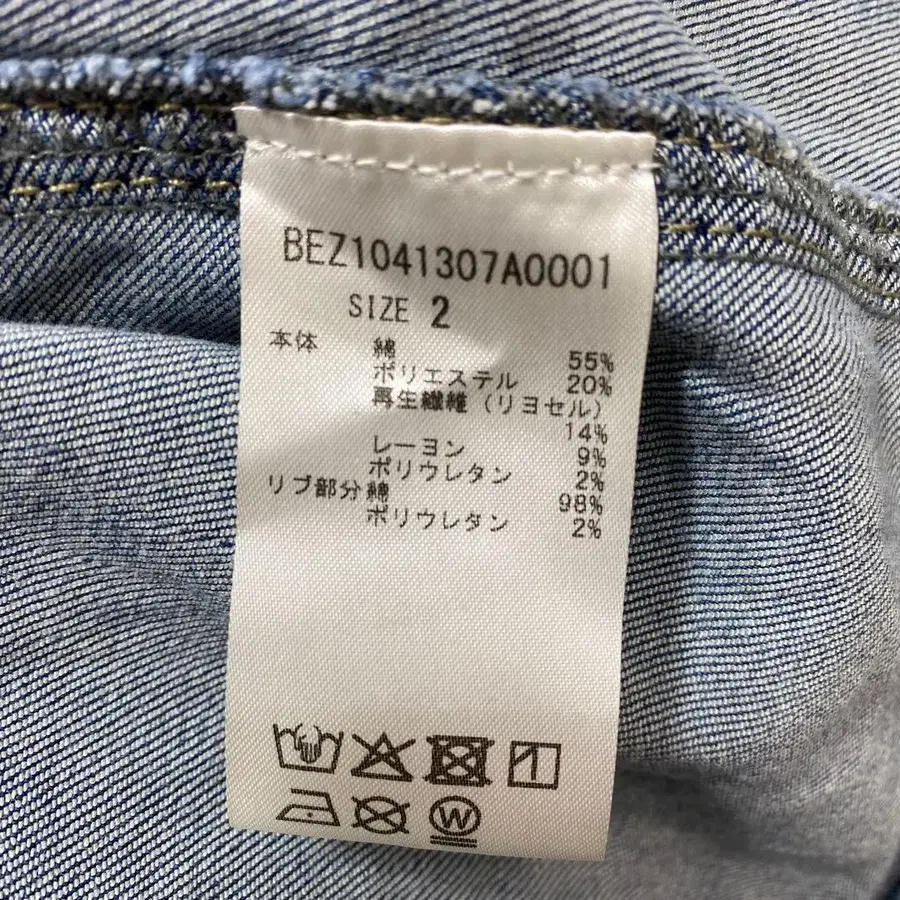 BEZ1041307A0001
SIZE 2
本体 綿 55%
ポリエステル 20%
再生繊維(リヨセル)
14%
レーヨン 9%
ポリウレタン 2%
リブ部分 綿 98%
ポリウレタン 2%
W